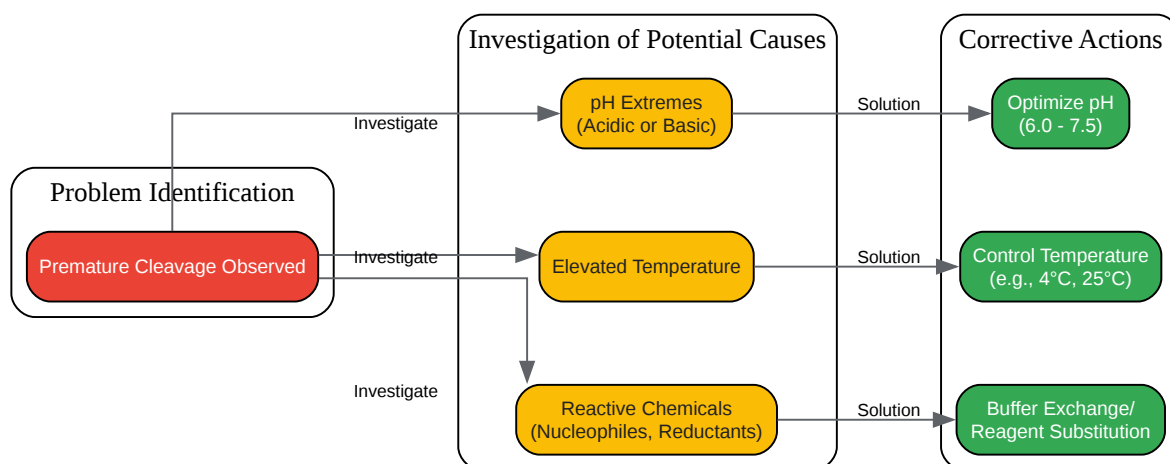 Problem Identification
Premature Cleavage Observed
Investigate
Investigate
Investigate
Investigation of Potential Causes
pH Extremes
(Acidic or Basic)
Elevated Temperature
Reactive Chemicals
(Nucleophiles, Reductants)
Solution
Solution
Solution
Corrective Actions
Optimize pH
(6.0 - 7.5)
Control Temperature
(e.g., 4°C, 25°C)
Buffer Exchange/
Reagent Substitution